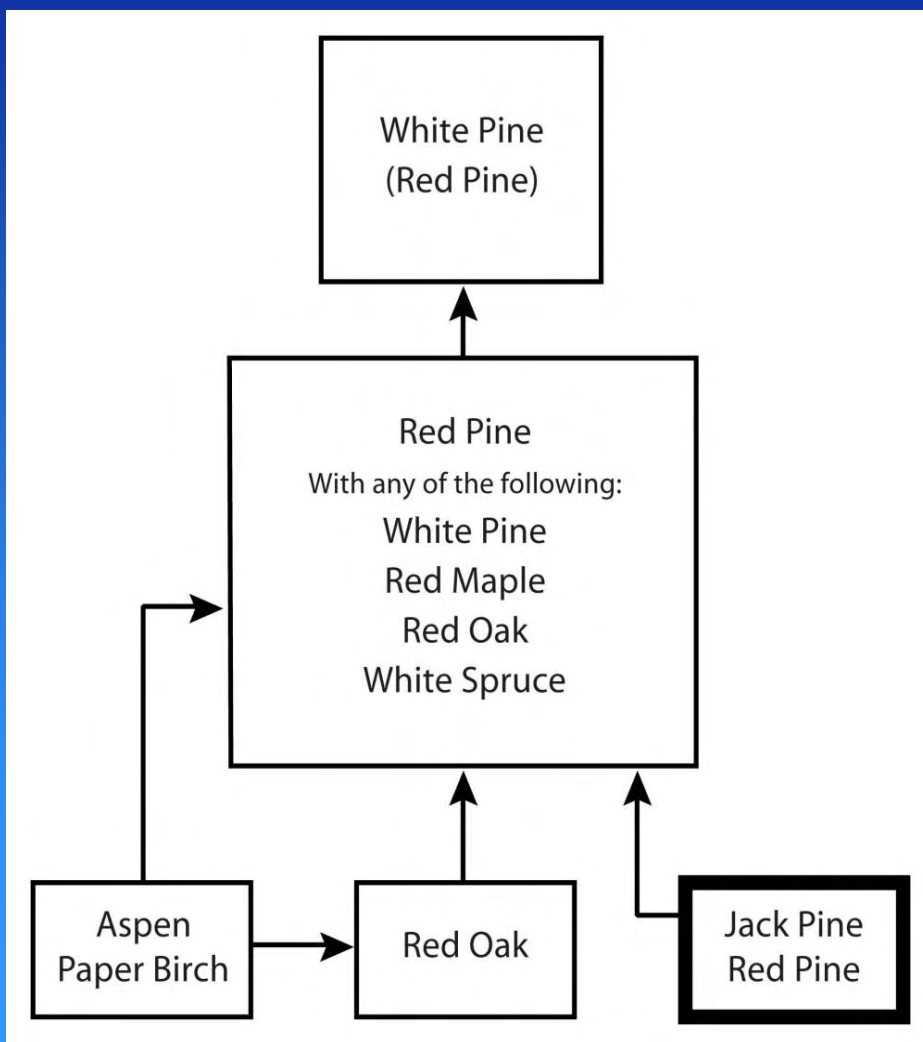 White Pine
(Red Pine)
Red Pine
With any of the following:
White Pine
Red Maple
Red Oak
White Spruce
Aspen
Paper Birch
Red Oak
Jack Pine
Red Pine